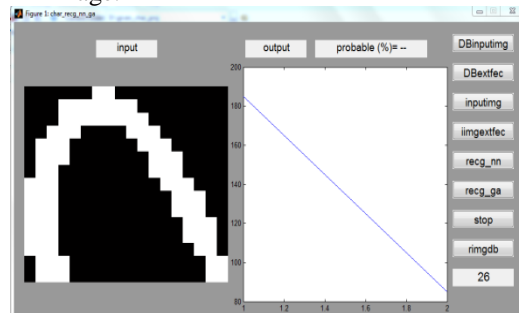 Figure 1: char_recg_nn_ga
input
output
probable (%)= --
DBinputimg
DBextfec
inputimg
iimgextfec
recg_nn
recg_ga
stop
rimgdb
26
200
180
160
140
120
100
80
1 1.2 1.4 1.6 1.8 2